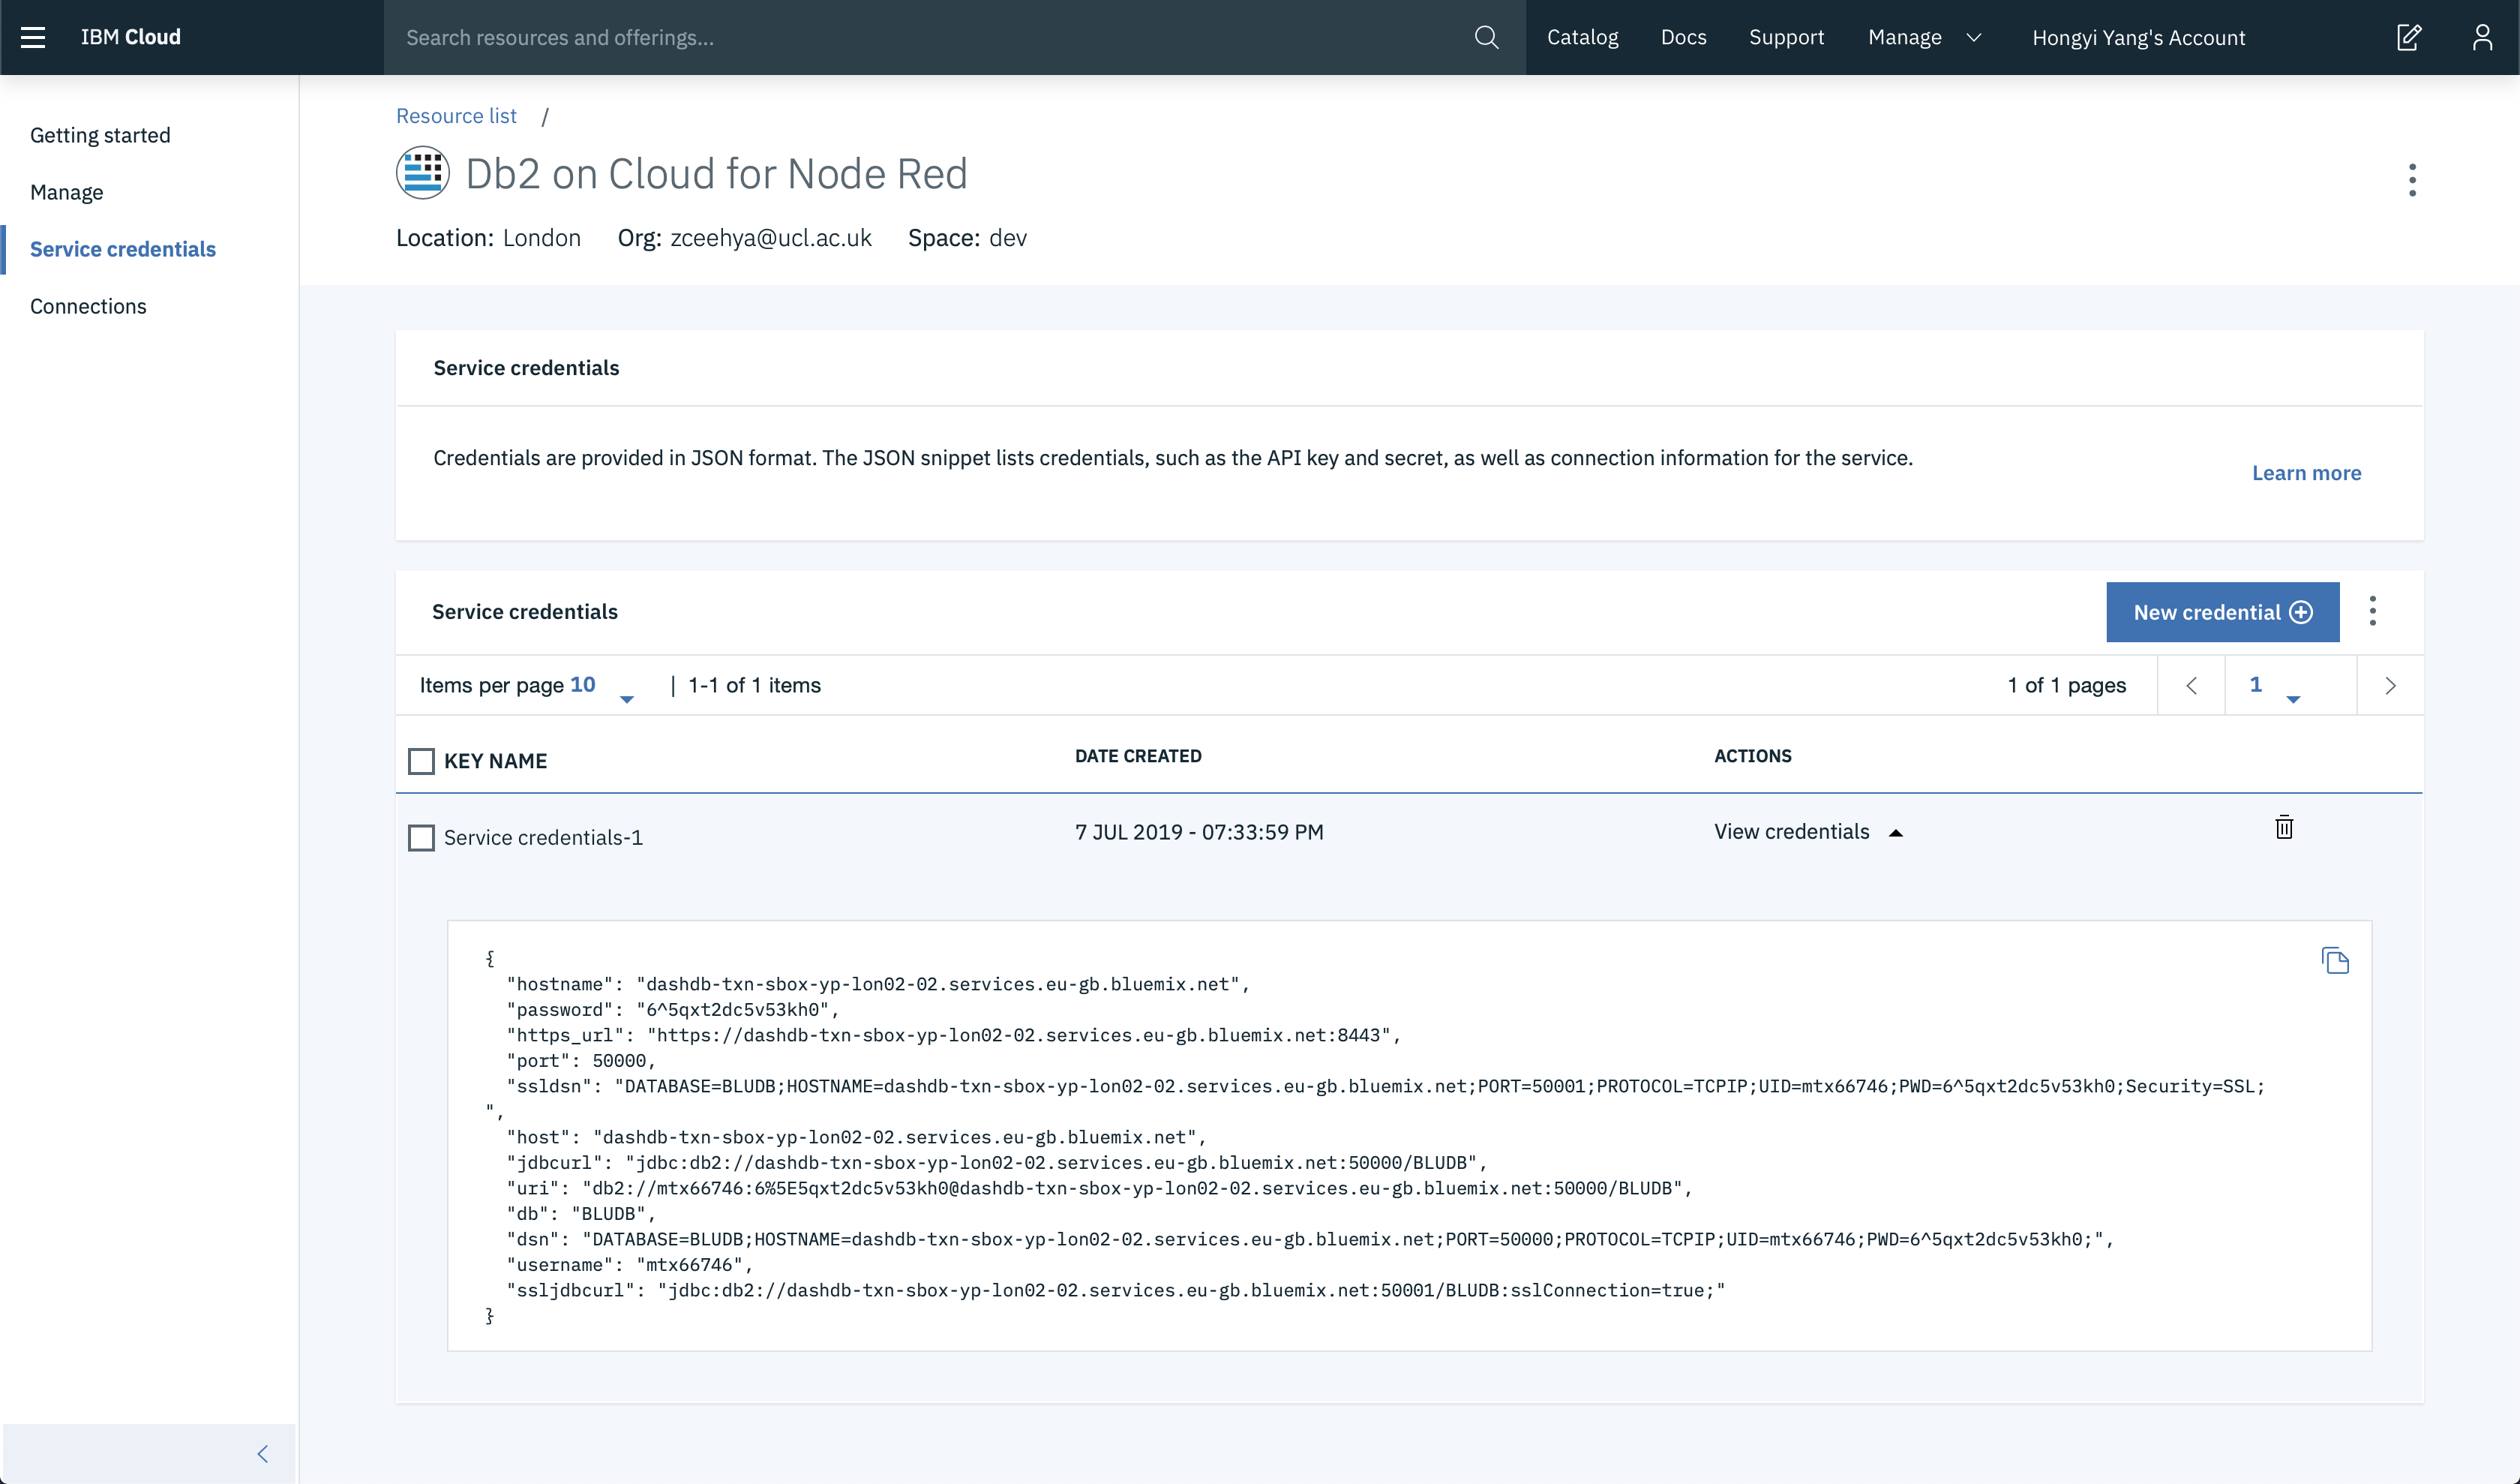 IBM Cloud
Search resources and offerings...
Catalog
Docs
Support
Manage
Hongyi Yang's Account
Getting started
Manage
Service credentials
Connections
Resource list /
Db2 on Cloud for Node Red
Location: London Org: zceehya@ucl.ac.uk Space: dev
Service credentials
Credentials are provided in JSON format. The JSON snippet lists credentials, such as the API key and secret, as well as connection information for the service.
Learn more
Service credentials
New credential
Items per page 10 | 1-1 of 1 items
1 of 1 pages
1
KEY NAME DATE CREATED ACTIONS
Service credentials-1 7 JUL 2019 - 07:33:59 PM View credentials
{
"hostname": "dashdb-txn-sbox-yp-lon02-02.services.eu-gb.bluemix.net",
"password": "6^5qxt2dc5v53kh0",
"https_url": "https://dashdb-txn-sbox-yp-lon02-02.services.eu-gb.bluemix.net:8443",
"port": 50000,
"ssldsn": "DATABASE=BLUDB;HOSTNAME=dashdb-txn-sbox-yp-lon02-02.services.eu-gb.bluemix.net;PORT=50001;PROTOCOL=TCPIP;UID=mtx66746;PWD=6^5qxt2dc5v53kh0;Security=SSL;
",
"host": "dashdb-txn-sbox-yp-lon02-02.services.eu-gb.bluemix.net",
"jdbcurl": "jdbc:db2://dashdb-txn-sbox-yp-lon02-02.services.eu-gb.bluemix.net:50000/BLUDB",
"uri": "db2://mtx66746:6%5E5qxt2dc5v53kh0@dashdb-txn-sbox-yp-lon02-02.services.eu-gb.bluemix.net:50000/BLUDB",
"db": "BLUDB",
"dsn": "DATABASE=BLUDB;HOSTNAME=dashdb-txn-sbox-yp-lon02-02.services.eu-gb.bluemix.net;PORT=50000;PROTOCOL=TCPIP;UID=mtx66746;PWD=6^5qxt2dc5v53kh0;",
"username": "mtx66746",
"ssljdbcurl": "jdbc:db2://dashdb-txn-sbox-yp-lon02-02.services.eu-gb.bluemix.net:50001/BLUDB:sslConnection=true;"
}